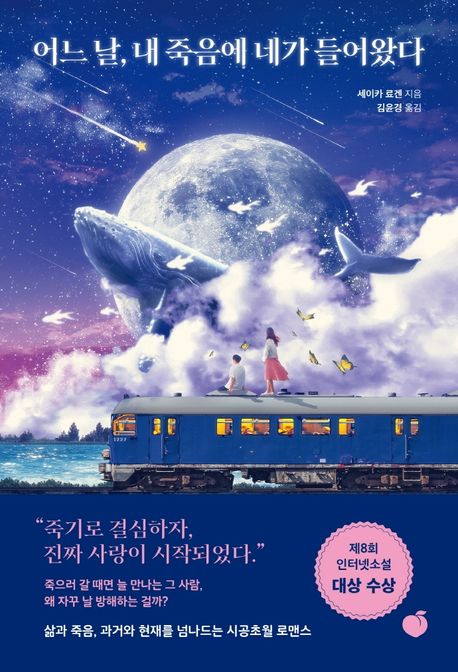 어느 날, 내 죽음에 네가 들어왔다
세이카 료겐 지음
김윤경 옮김
1227
“죽기로 결심하자,
진짜 사랑이 시작되었다.”
죽으러 갈 때면 늘 만나는 그 사람,
왜 자꾸 날 방해하는 걸까?
삶과 죽음, 과거와 현재를 넘나드는 시공초월 로맨스
제8회
인터넷소설
대상 수상